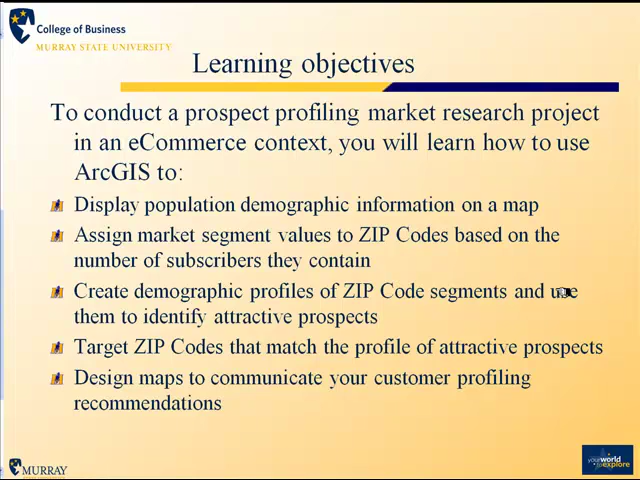 College of Business
MURRAY STATE UNIVERSITY
Learning objectives
To conduct a prospect profiling market research project
in an eCommerce context, you will learn how to use
ArcGIS to:
Display population demographic information on a map
Assign market segment values to ZIP Codes based on the
number of subscribers they contain
Create demographic profiles of ZIP Code segments and use
them to identify attractive prospects
Target ZIP Codes that match the profile of attractive prospects
Design maps to communicate your customer profiling
recommendations
MURRAY
your world
to explore